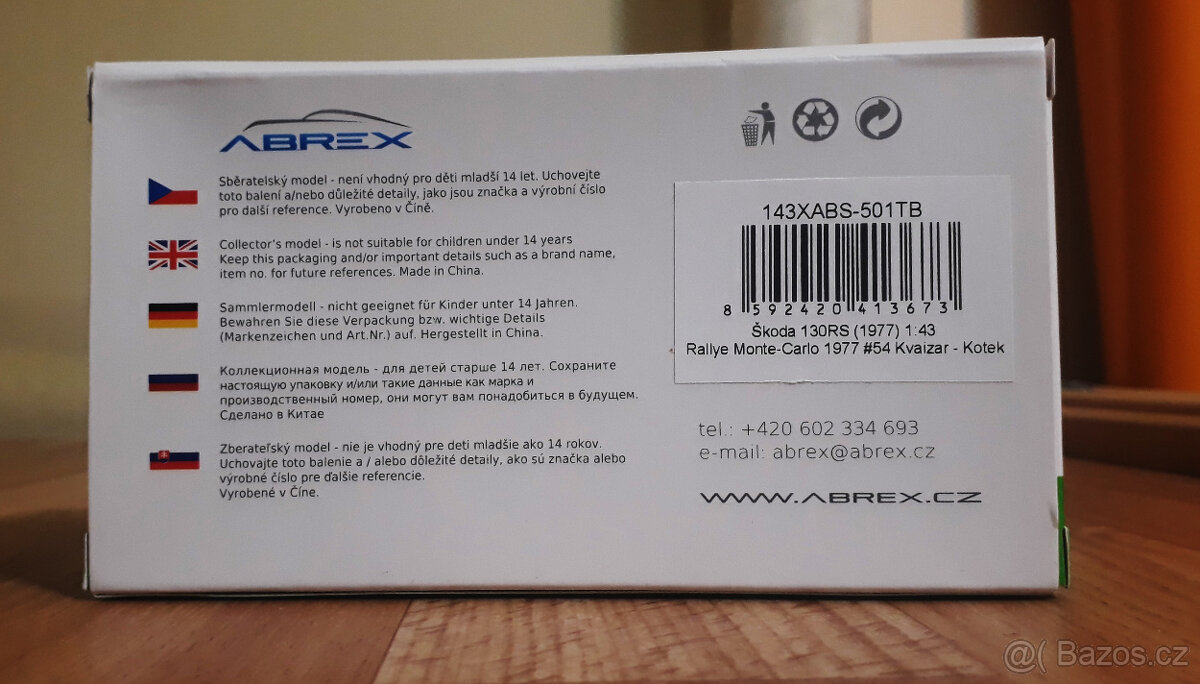 ABREX
Sběratelský model - není vhodný pro děti mladší 14 let. Uchovejte
toto balení a/nebo důležité detaily, jako jsou značka a výrobní číslo
pro další reference. Vyrobeno v Číně.
Collector's model - is not suitable for children under 14 years
Keep this packaging and/or important details such as a brand name,
item no. for future references. Made in China.
Sammlermodell - nicht geeignet für Kinder unter 14 Jahren.
Bewahren Sie diese Verpackung bzw. wichtige Details
(Markenzeichen und Art.Nr.) auf. Hergestellt in China.
Коллекционная модель - для детей старше 14 лет. Сохраните
настоящую упаковку и/или такие данные как марка и
производственный номер, они могут вам понадобиться в будущем.
Сделано в Китае
Zberateľský model - nie je vhodný pre deti mladšie ako 14 rokov.
Uchovajte toto balenie a / alebo dôležité detaily, ako sú značka alebo
výrobné číslo pre ďalšie referencie.
Vyrobené v Číne.
143XABS-501TB
8 592420 413673
Škoda 130RS (1977) 1:43
Rallye Monte-Carlo 1977 #54 Kvaizar - Kotek
tel.: +420 602 334 693
e-mail: abrex@abrex.cz
WWW.ABREX.CZ
@( Bazos.cz